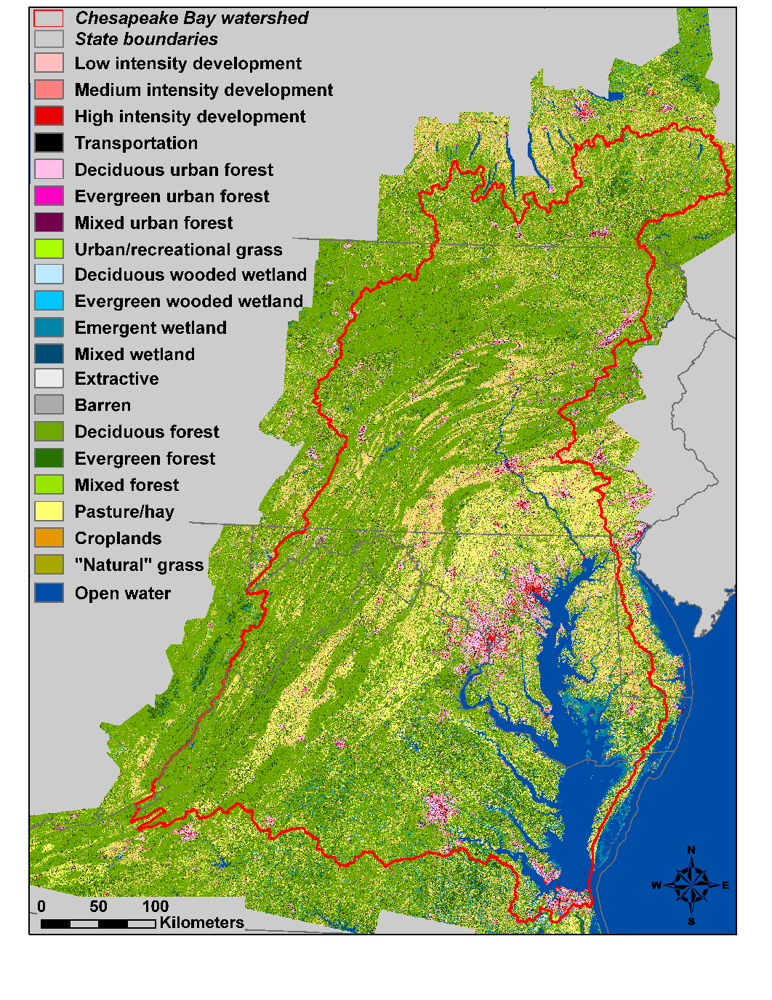 Chesapeake Bay watershed
State boundaries
Low intensity development
Medium intensity development
High intensity development
Transportation
Deciduous urban forest
Evergreen urban forest
Mixed urban forest
Urban/recreational grass
Deciduous wooded wetland
Evergreen wooded wetland
Emergent wetland
Mixed wetland
Extractive
Barren
Deciduous forest
Evergreen forest
Mixed forest
Pasture/hay
Croplands
"Natural" grass
Open water
N
W E
S
0 50 100
Kilometers